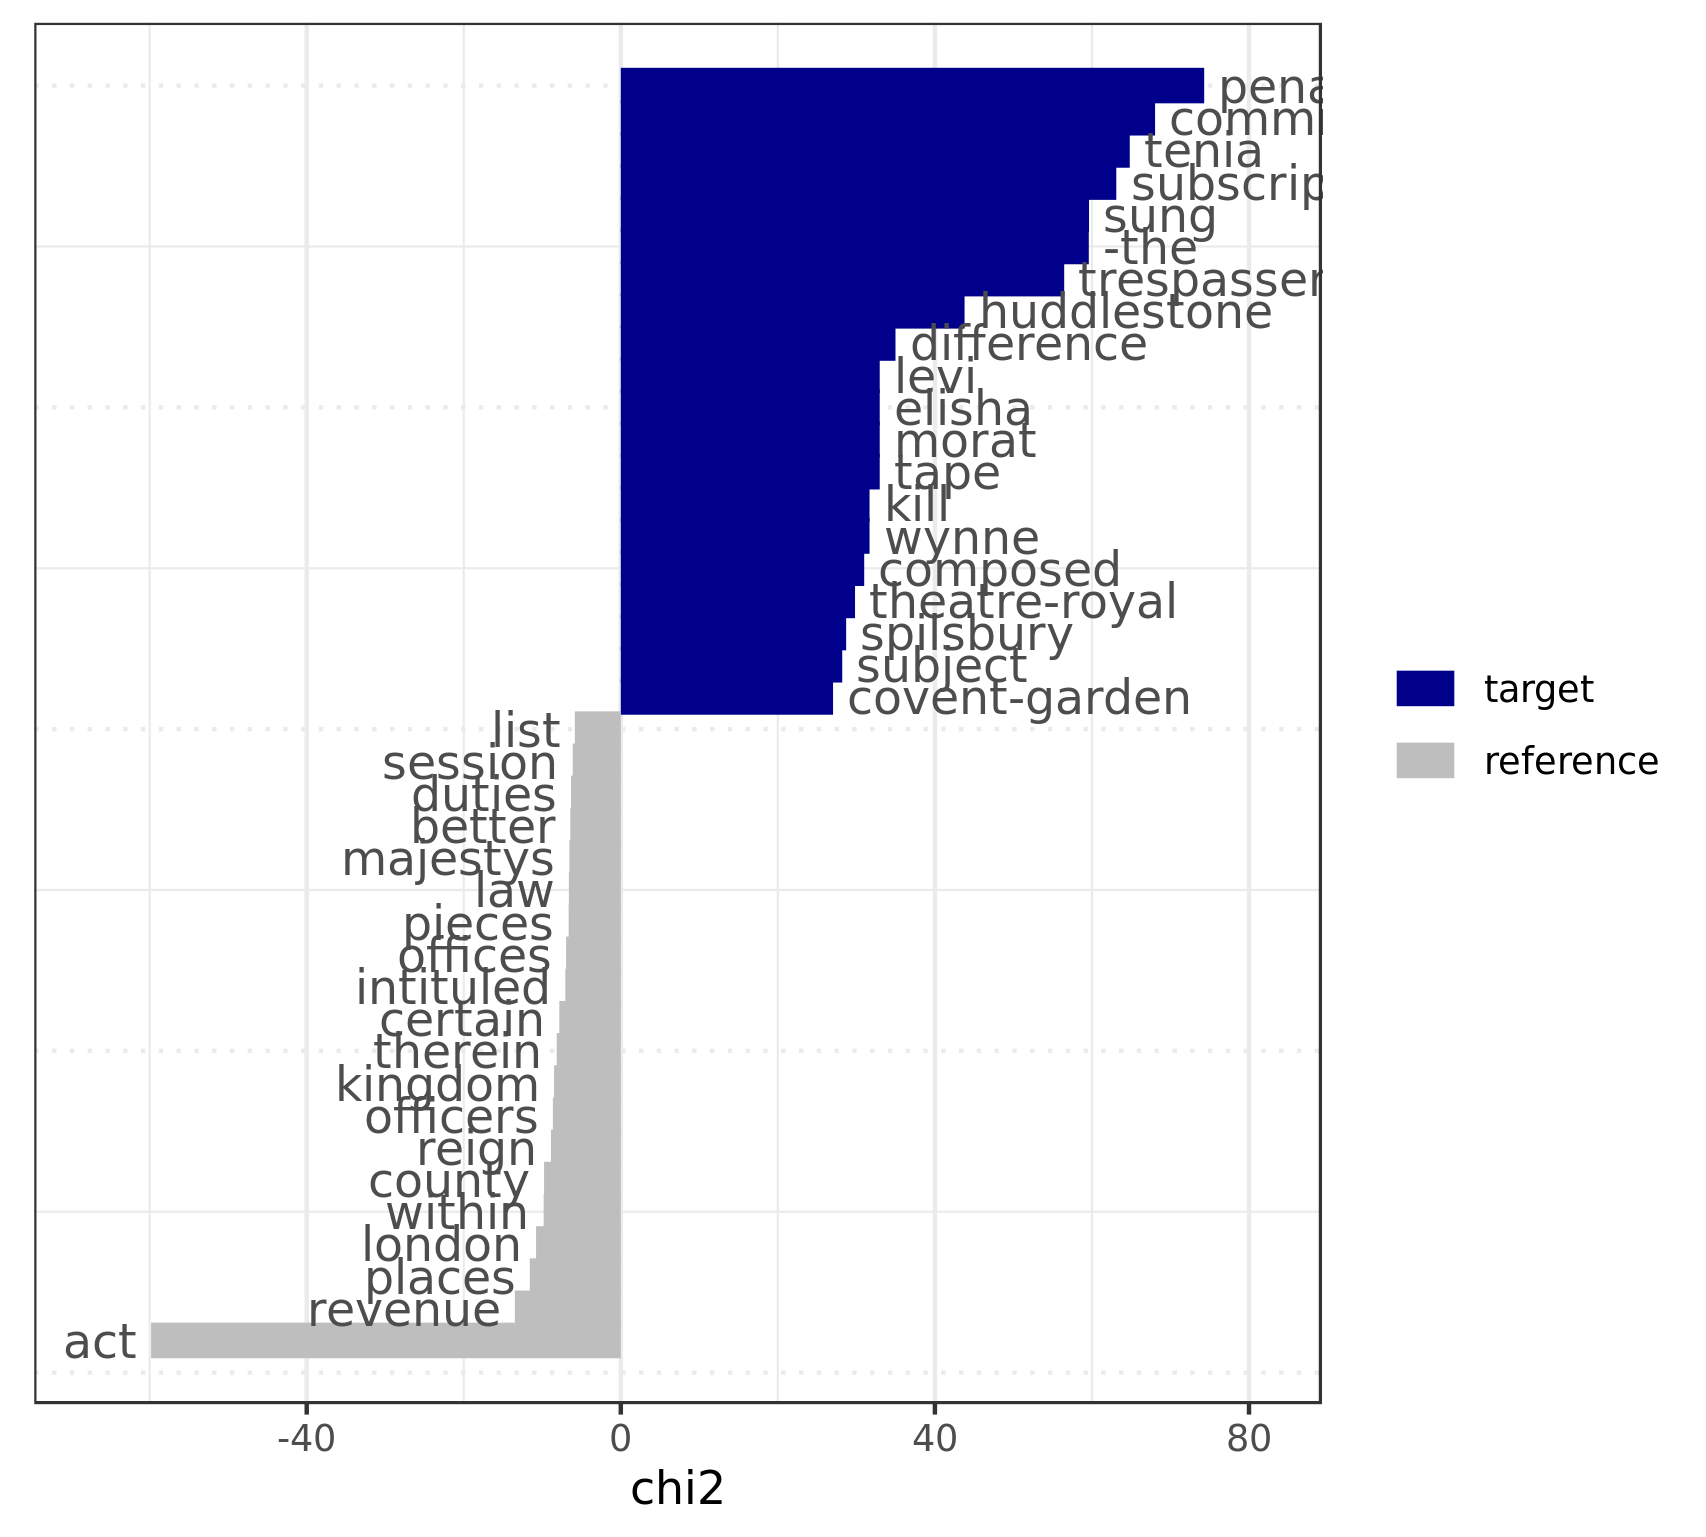 pena
comm
tenia
subscrip
sung
-the
trespasser
huddlestone
difference
levi
elisha
morat
tape
kill
wynne
composed
theatre-royal
spilsbury
subject
covent-garden
list
session
duties
better
majestys
law
pieces
offices
intituled
certain
therein
kingdom
officers
reign
county
within
london
places
revenue
act
-40 0 40 80
chi2
target
reference